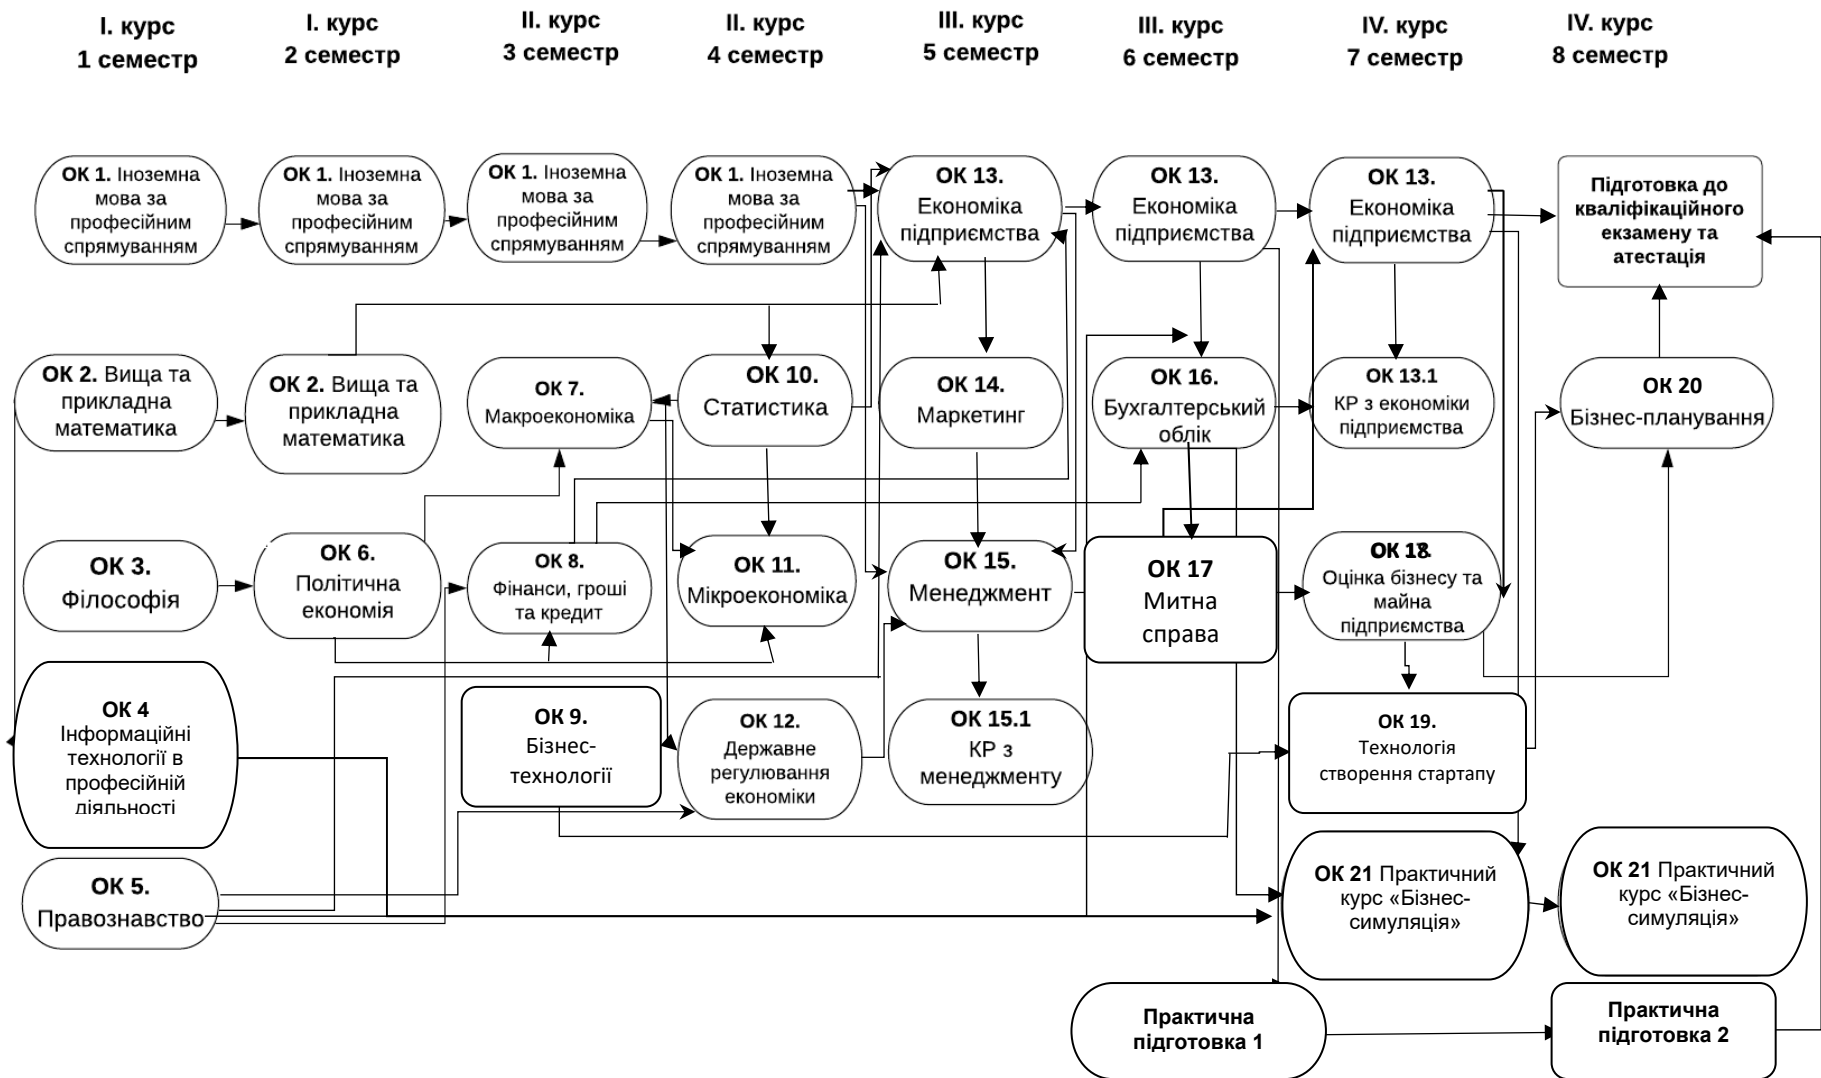 I. курс
1 семестр
I. курс
2 семестр
II. курс
3 семестр
II. курс
4 семестр
III. курс
5 семестр
III. курс
6 семестр
IV. курс
7 семестр
IV. курс
8 семестр
ОК 1. Іноземна
мова за
професійним
спрямуванням
ОК 1. Іноземна
мова за
професійним
спрямуванням
ОК 1. Іноземна
мова за
професійним
спрямуванням
ОК 1. Іноземна
мова за
професійним
спрямуванням
ОК 13.
Економіка
підприємства
ОК 13.
Економіка
підприємства
ОК 13.
Економіка
підприємства
Підготовка до
кваліфікаційного
екзамену та
атестація
ОК 2. Вища та
прикладна
математика
ОК 2. Вища та
прикладна
математика
ОК 7.
Макроекономіка
ОК 10.
Статистика
ОК 14.
Маркетинг
ОК 16.
Бухгалтерський
облік
ОК 13.1
КР з економіки
підприємства
ОК 20
Бізнес-планування
ОК 3.
Філософія
ОК 6.
Політична
економія
ОК 8.
Фінанси, гроші
та кредит
ОК 11.
Мікроекономіка
ОК 15.
Менеджмент
ОК 17
Митна
справа
ОК 18.
Оцінка бізнесу та
майна
підприємства
ОК 4
Інформаційні
технології в
професійній
діяльності
ОК 9.
Бізнес-
технології
ОК 12.
Державне
регулювання
економіки
ОК 15.1
КР з
менеджменту
ОК 19.
Технологія
створення стартапу
ОК 5.
Правознавство
ОК 21 Практичний
курс «Бізнес-
симуляція»
ОК 21 Практичний
курс «Бізнес-
симуляція»
Практична
підготовка 1
Практична
підготовка 2